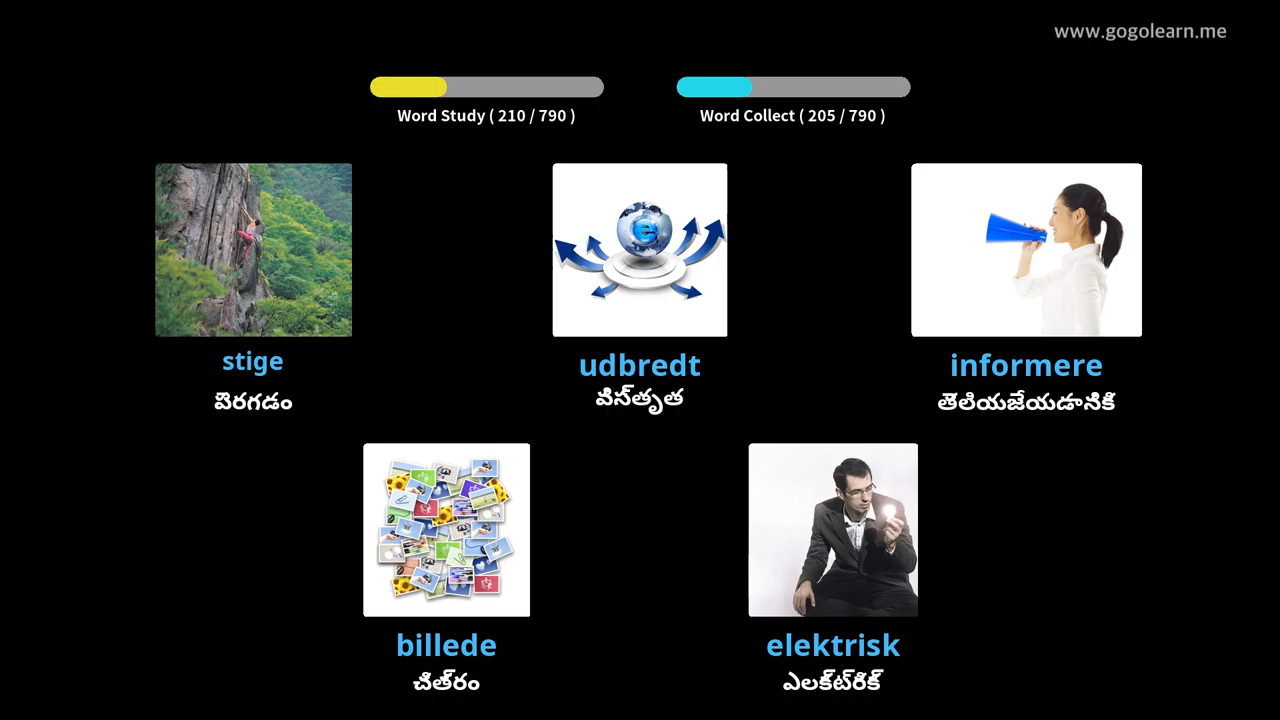 www.gogolearn.me
Word Study ( 210 / 790 )
Word Collect ( 205 / 790 )
stige
udbredt
informere
పెరగడం
విస్తృత
తెలియజేయడానికి
billede
elektrisk
చిత్రం
ఎలక్ట్రిక్